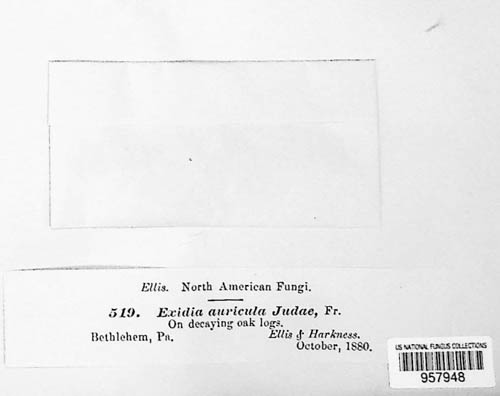 Ellis. North American Fungi.
519. Exidia auricula Judae, Fr.
On decaying oak logs.
Bethlehem, Pa. Ellis & Harkness.
October, 1880.
US NATIONAL FUNGUS COLLECTIONS
957948